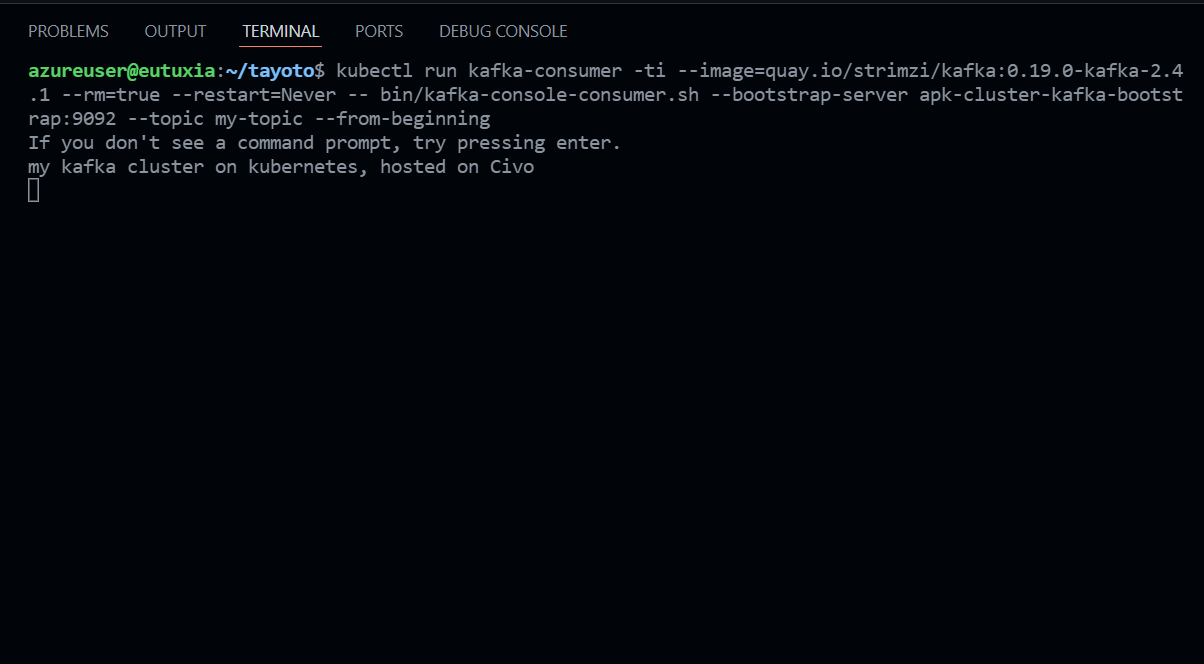 PROBLEMS OUTPUT TERMINAL PORTS DEBUG CONSOLE
azureuser@eutuxia:~/tayoto$ kubectl run kafka-consumer -ti --image=quay.io/strimzi/kafka:0.19.0-kafka-2.4
.1 --rm=true --restart=Never -- bin/kafka-console-consumer.sh --bootstrap-server apk-cluster-kafka-bootst
rap:9092 --topic my-topic --from-beginning
If you don't see a command prompt, try pressing enter.
my kafka cluster on kubernetes, hosted on Civo